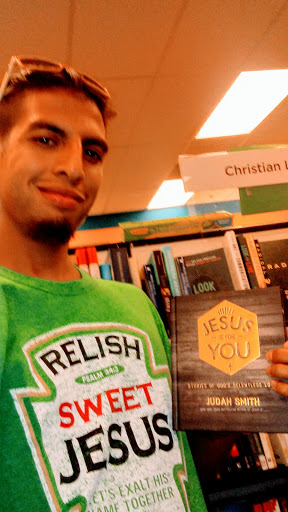 Christian L
LOOK
RELISH
PSALM 34:3
SWEET
JESUS
LET'S EXALT HIS
NAME TOGETHER
JESUS
IS FOR
YOU
STORIES OF GOD'S RELENTLESS LO
JUDAH SMITH